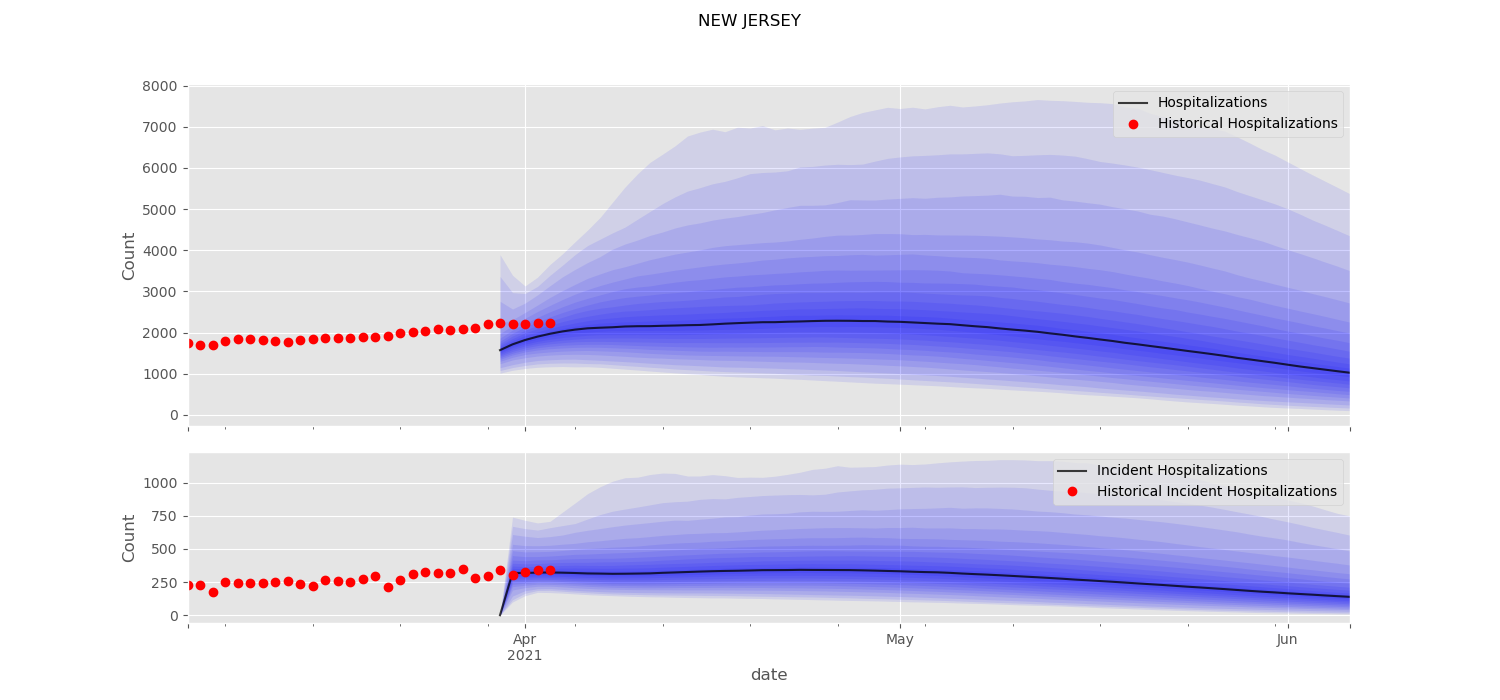 NEW JERSEY
8000
7000
6000
5000
4000
3000
2000
1000
0
Count
Hospitalizations
Historical Hospitalizations
1000
750
500
250
0
Count
Incident Hospitalizations
Historical Incident Hospitalizations
Apr
2021
May
Jun
date